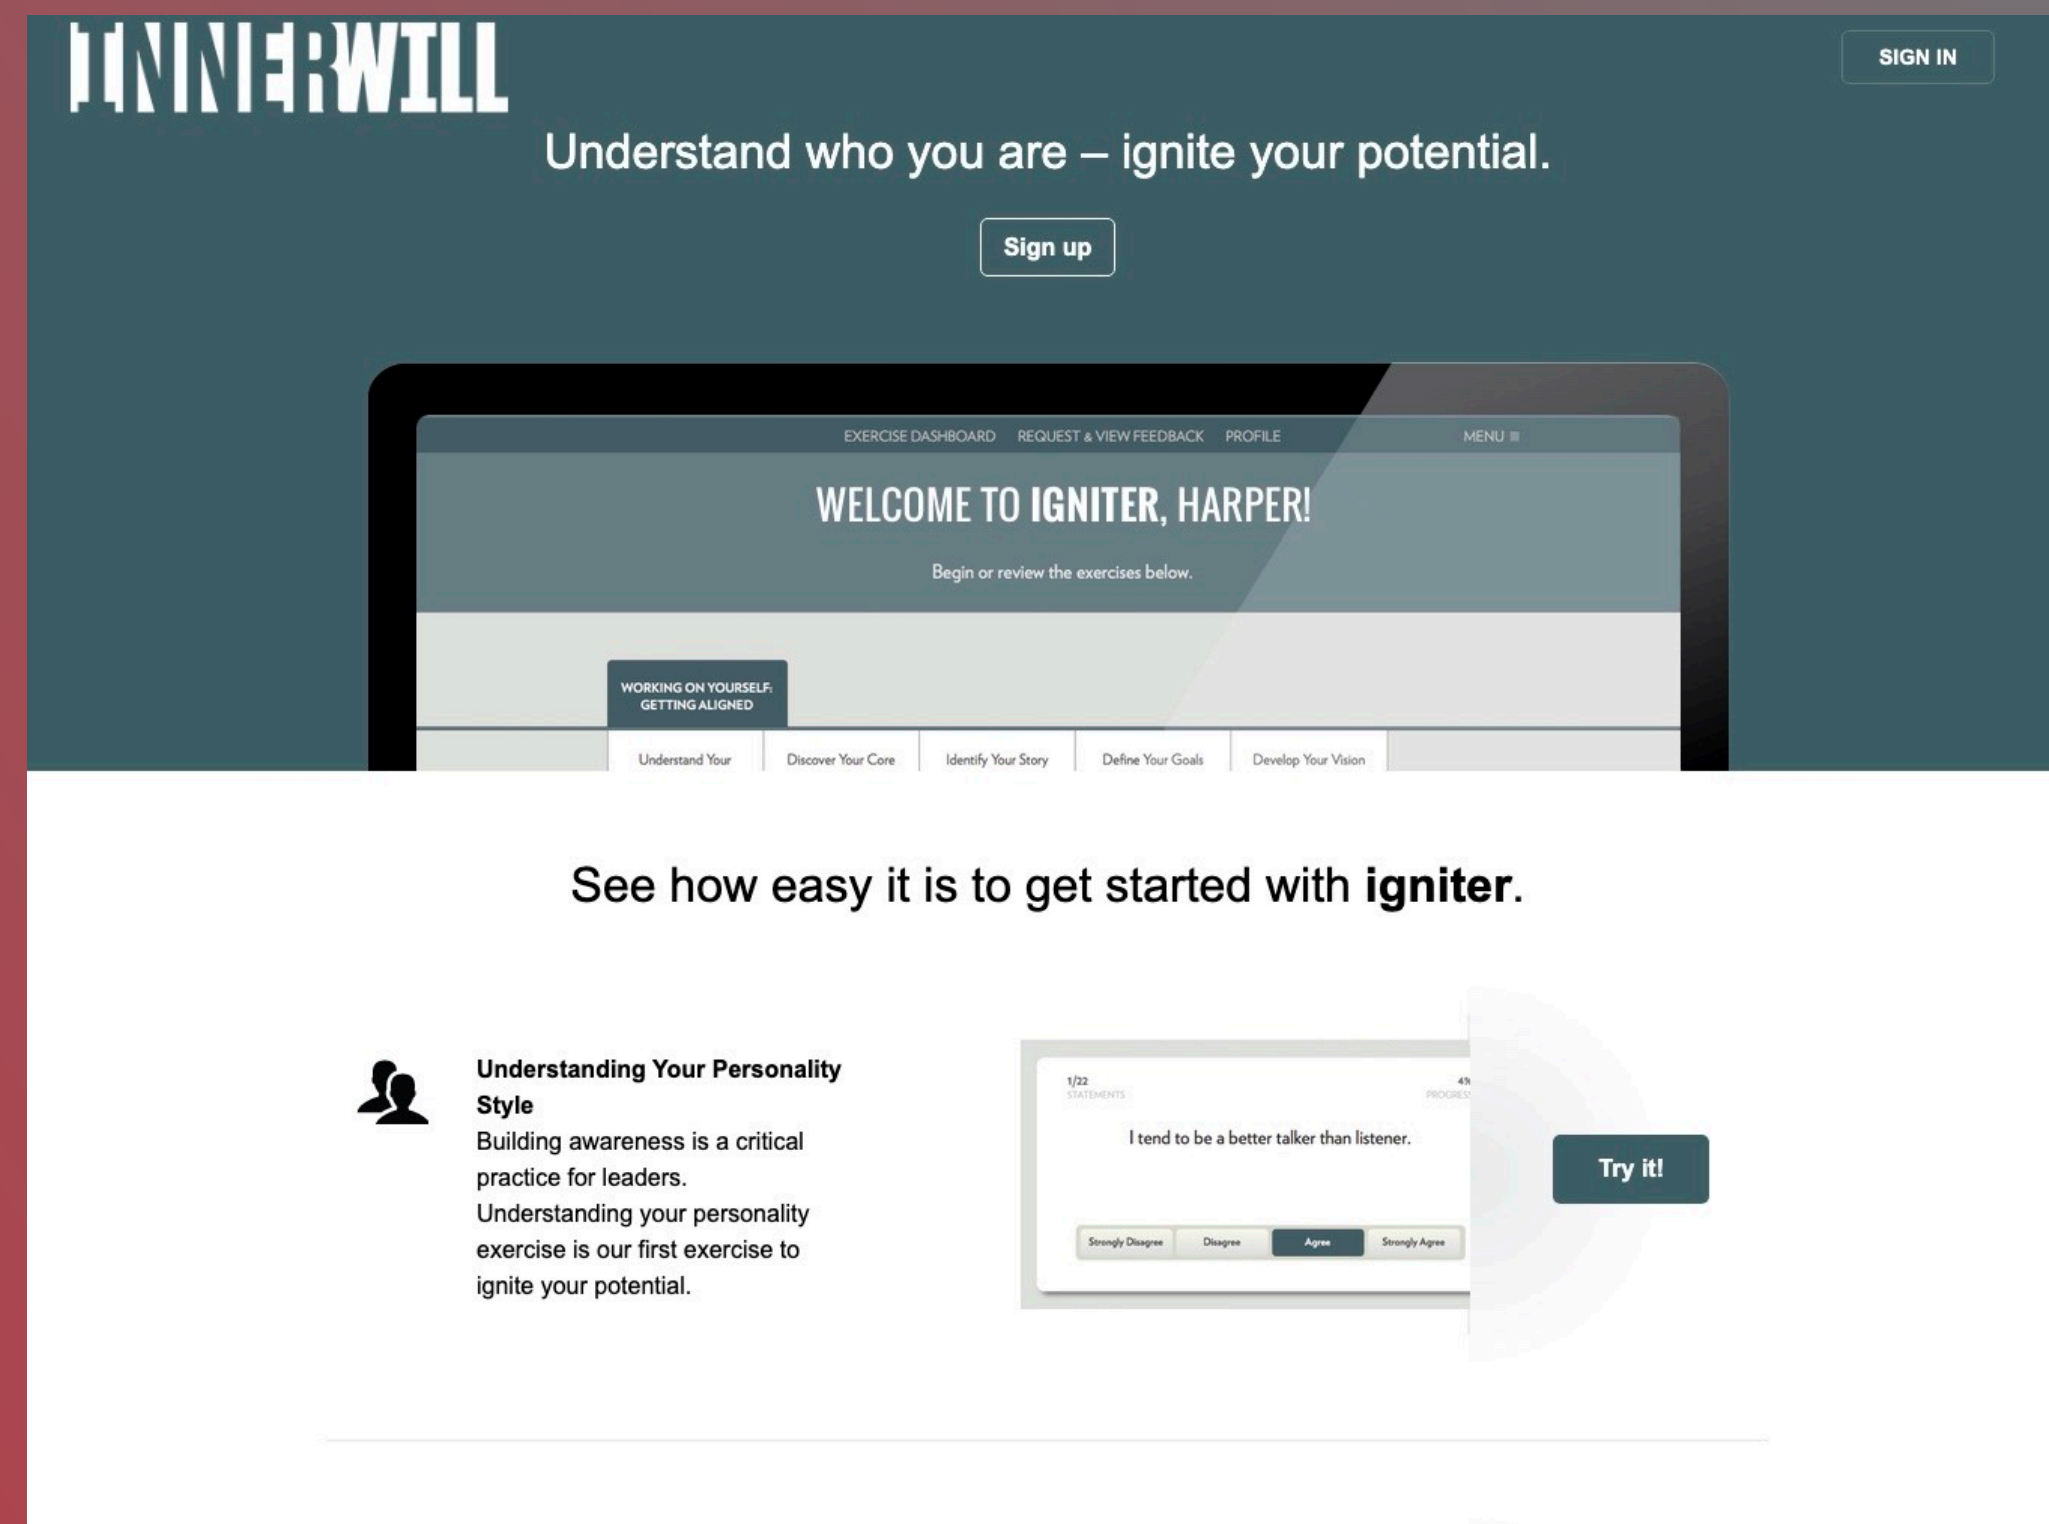 INNERWILL
SIGN IN
Understand who you are – ignite your potential.
Sign up
EXERCISE DASHBOARD REQUEST & VIEW FEEDBACK PROFILE MENU
WELCOME TO IGNITER, HARPER!
Begin or review the exercises below.
WORKING ON YOURSELF:
GETTING ALIGNED
Understand Your Discover Your Core Identify Your Story Define Your Goals Develop Your Vision
See how easy it is to get started with igniter.
Understanding Your Personality
Style
Building awareness is a critical
practice for leaders.
Understanding your personality
exercise is our first exercise to
ignite your potential.
1/22 4%
STATEMENTS PROGRESS
I tend to be a better talker than listener.
Strongly Disagree Disagree Agree Strongly Agree
Try it!